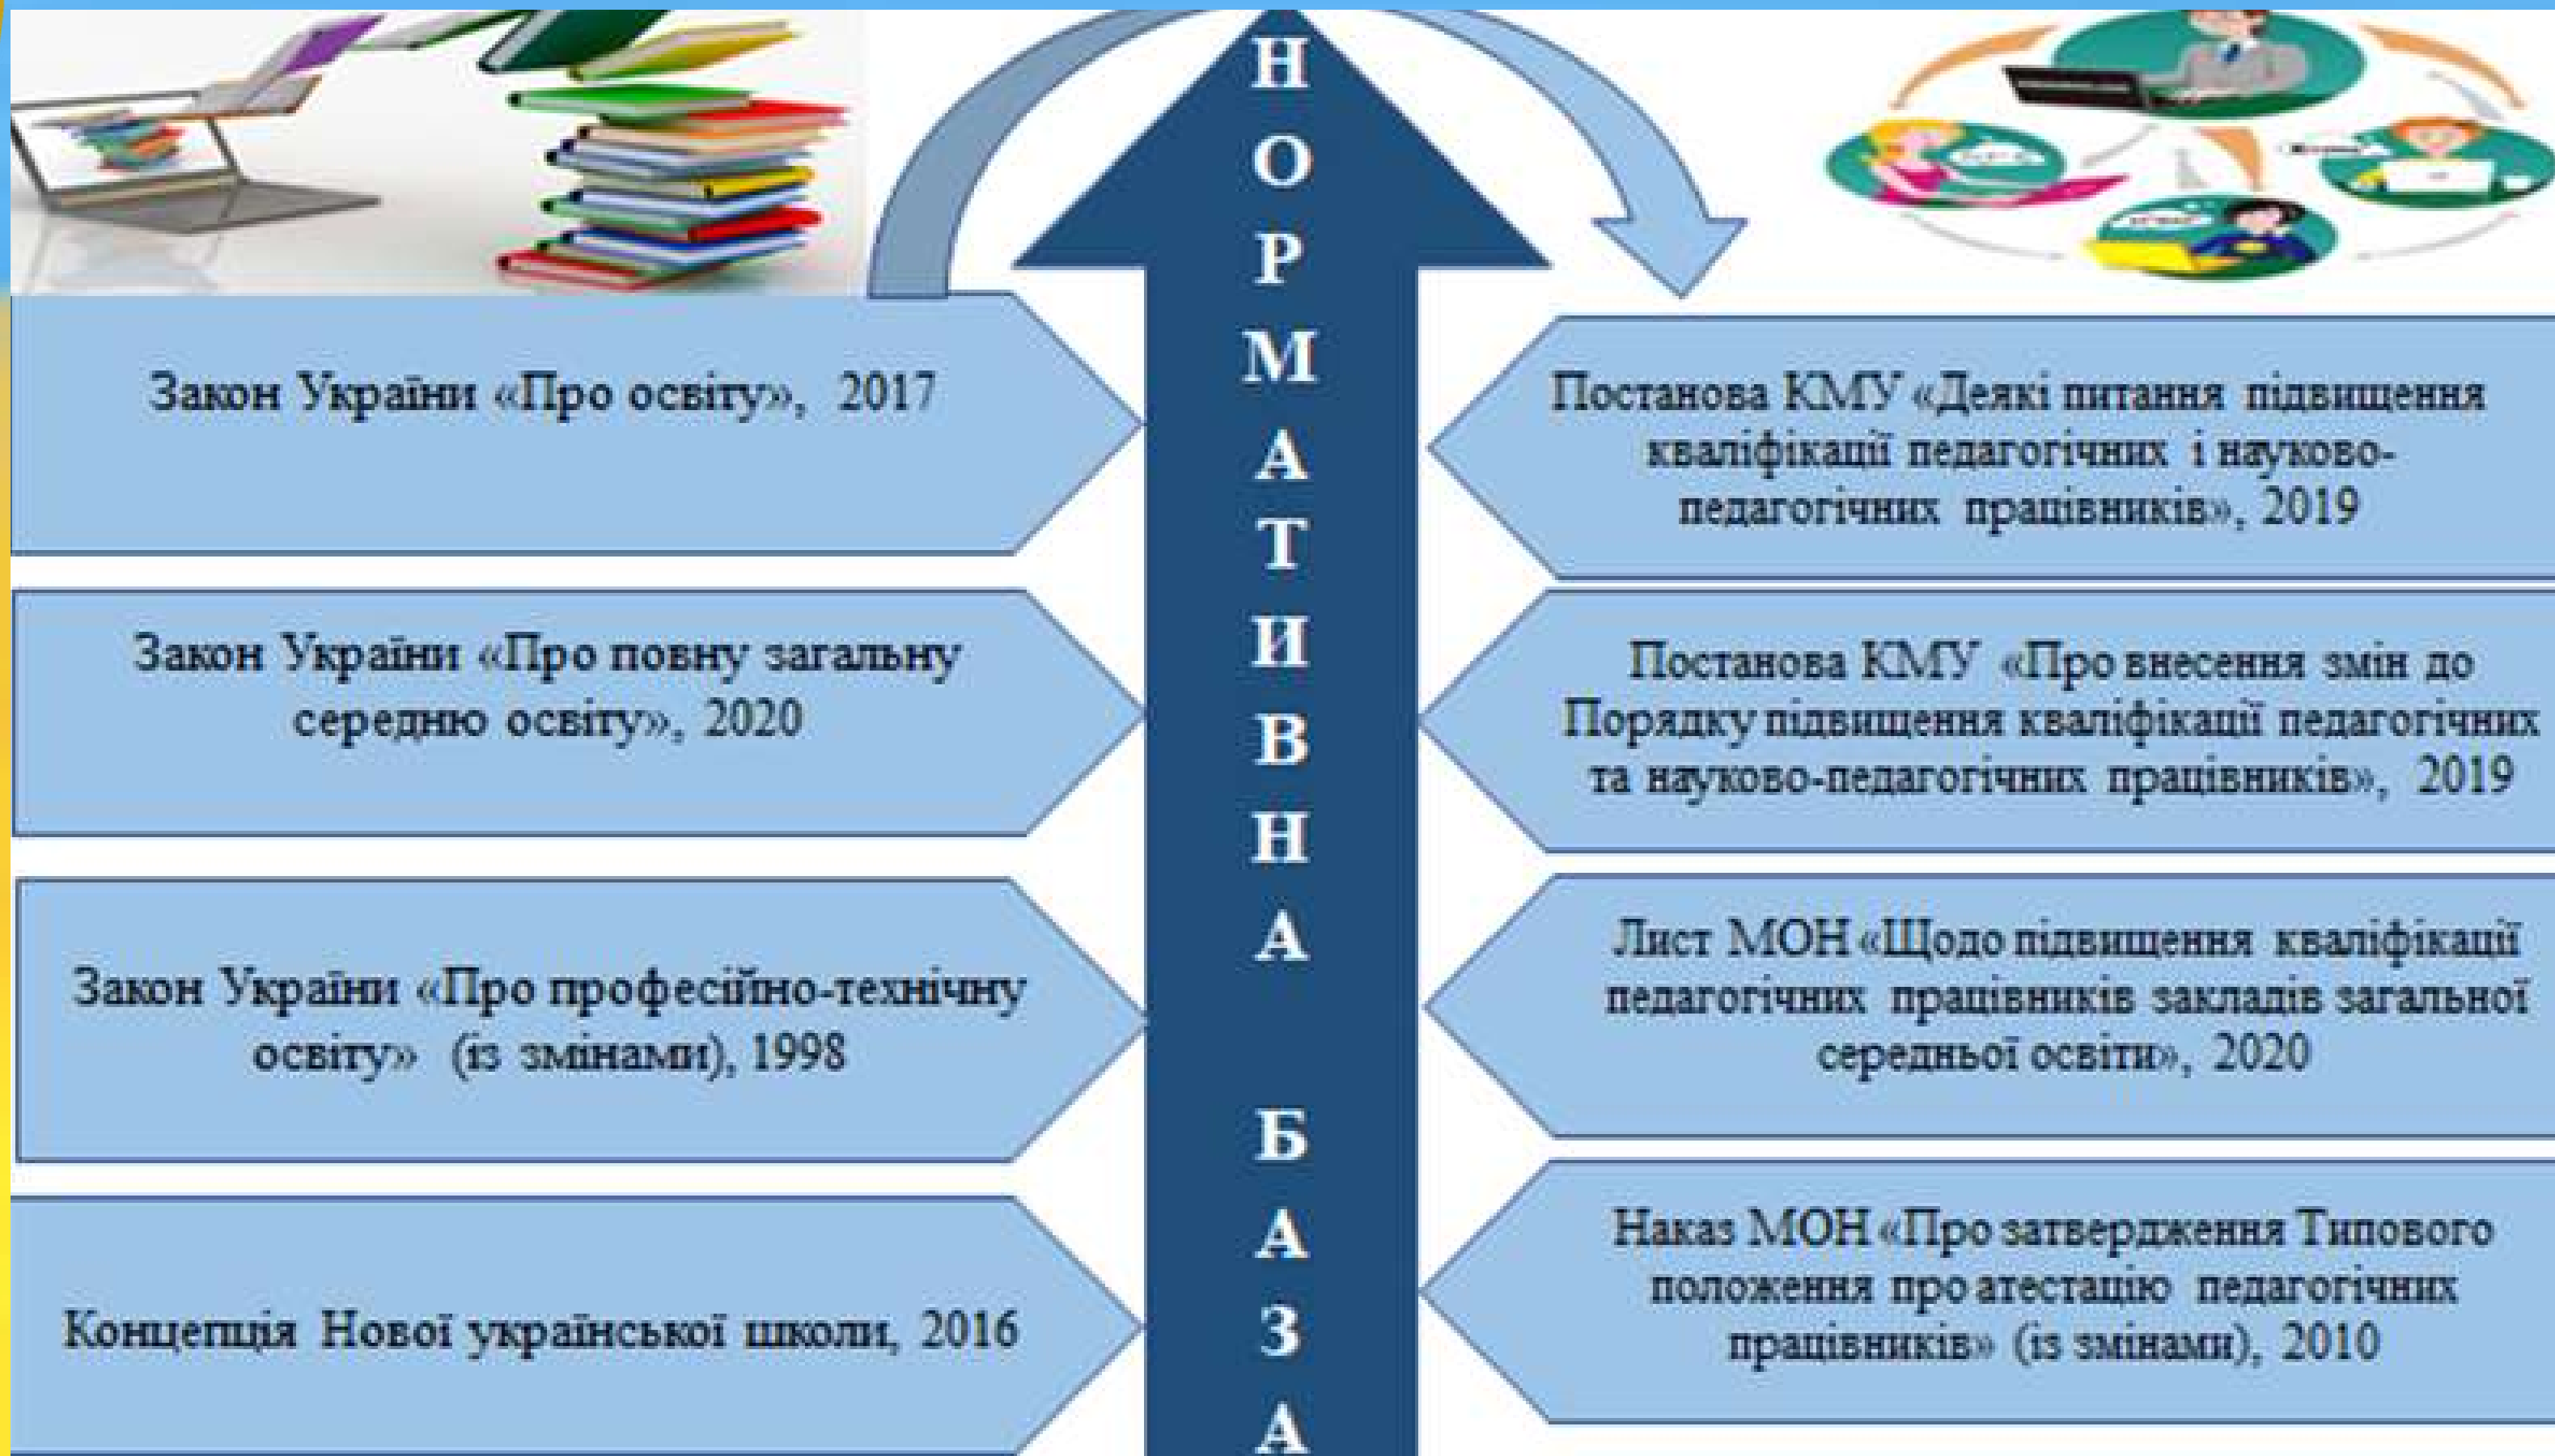 НОРМАТИВНА БАЗА
Закон України «Про освіту», 2017
Закон України «Про повну загальну
середню освіту», 2020
Закон України «Про професійно-технічну
освіту» (із змінами), 1998
Концепція Нової української школи, 2016
Постанова КМУ «Деякі питання підвищення
кваліфікації педагогічних і науково-
педагогічних працівників», 2019
Постанова КМУ «Про внесення змін до
Порядку підвищення кваліфікації педагогічних
та науково-педагогічних працівників», 2019
Лист МОН «Щодо підвищення кваліфікації
педагогічних працівників закладів загальної
середньої освіти», 2020
Наказ МОН «Про затвердження Типового
положення про атестацію педагогічних
працівників» (із змінами), 2010